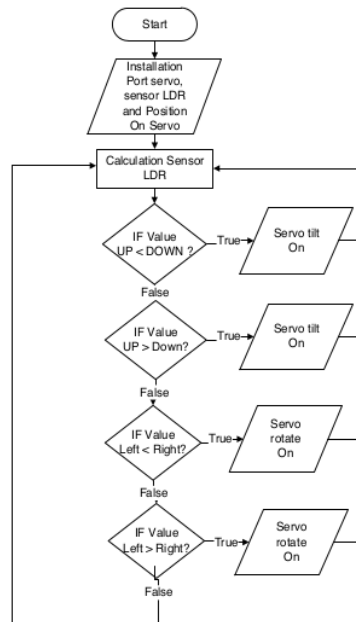 Start
Installation
Port servo,
sensor LDR
and Position
On Servo
Calculation Sensor
LDR
IF Value
UP < DOWN ?
True
Servo tilt
On
False
IF Value
UP > Down?
True
Servo tilt
On
False
IF Value
Left < Right?
True
Servo
rotate
On
False
IF Value
Left > Right?
True
Servo
rotate
On
False